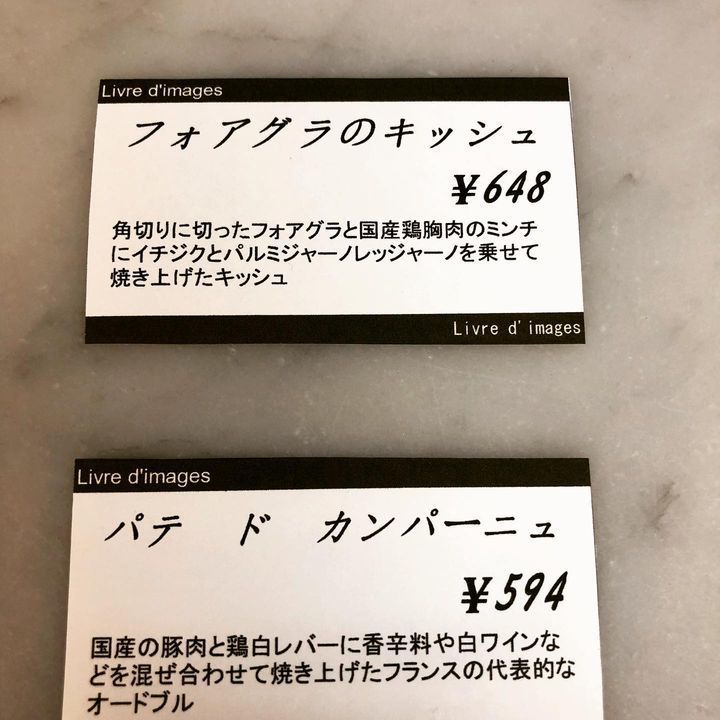 Livre d'images
フォアグラのキッシュ
¥648
角切りに切ったフォアグラと国産鶏胸肉のミンチ
にイチジクとパルミジャーノレッジャーノを乗せて
焼き上げたキッシュ
Livre d'images
Livre d'images
パテ　ド　カンパーニュ
¥594
国産の豚肉と鶏白レバーに香辛料や白ワインな
どを混ぜ合わせて焼き上げたフランスの代表的な
オードブル